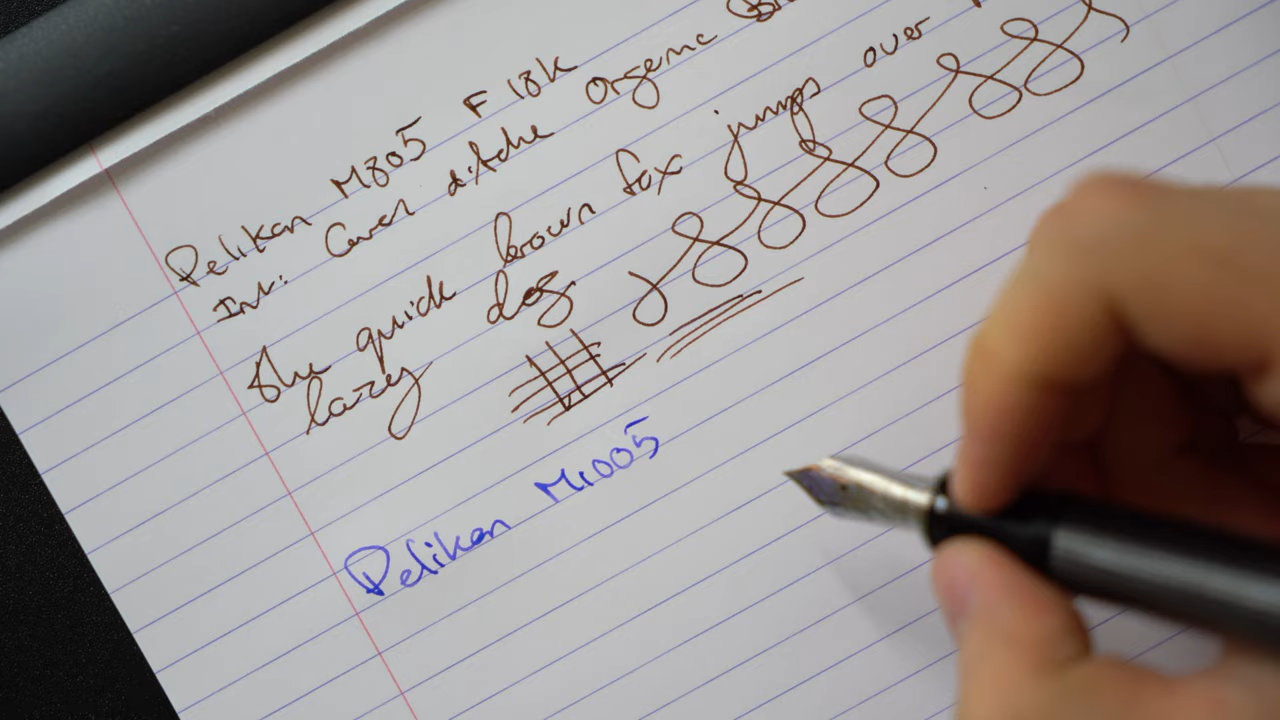 Pelikan M805 F 18k
Ink: Caran d'Ache Organic
the quick brown fox jumps over
lazy dog
Pelikan M1005